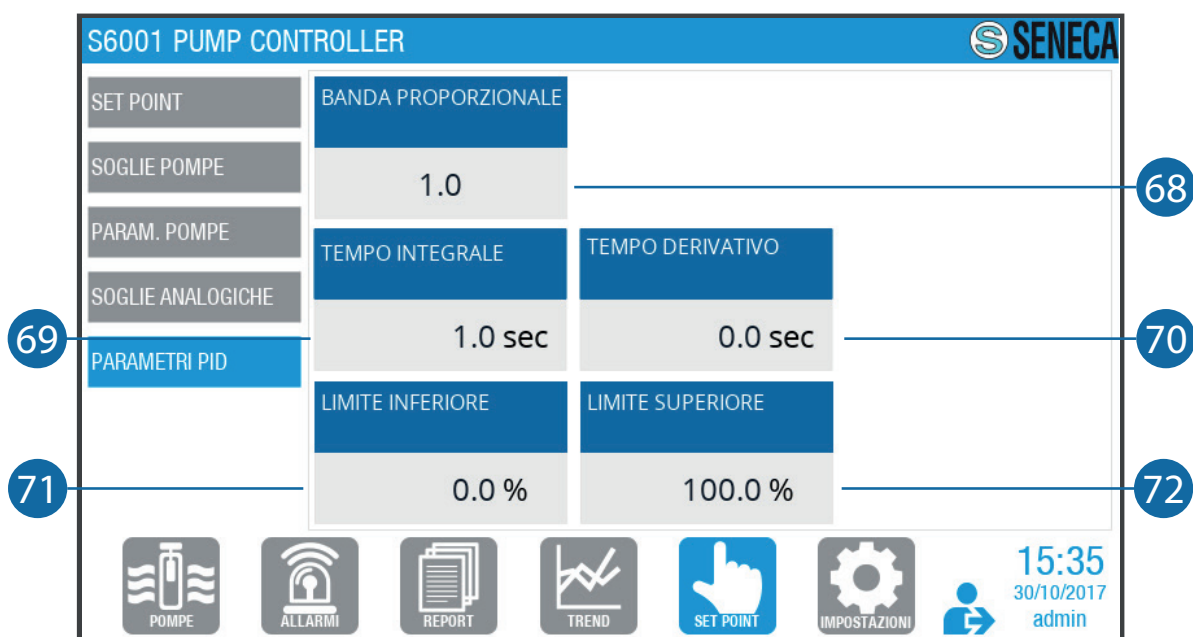 S6001 PUMP CONTROLLER
S SENECA
SET POINT
SOGLIE POMPE
PARAM. POMPE
SOGLIE ANALOGICHE
PARAMETRI PID
BANDA PROPORZIONALE
1.0
68
TEMPO INTEGRALE
1.0 sec
69
TEMPO DERIVATIVO
0.0 sec
70
LIMITE INFERIORE
0.0 %
71
LIMITE SUPERIORE
100.0 %
72
POMPE
ALLARMI
REPORT
TREND
SET POINT
IMPOSTAZIONI
15:35
30/10/2017
admin